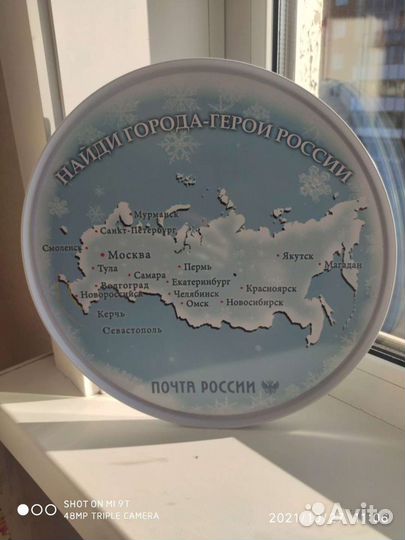 НАЙДИ ГОРОДА-ГЕРОИ РОССИИ
Мурманск
Санкт-Петербург
Смоленск
Москва
Якутск
Тула
Пермь
Магадан
Самара
Волгоград
Екатеринбург
Новороссийск
Челябинск
Красноярск
Омск
Новосибирск
Керчь
Севастополь
ПОЧТА РОССИИ
SHOT ON MI 9T
48MP TRIPLE CAMERA
Avito